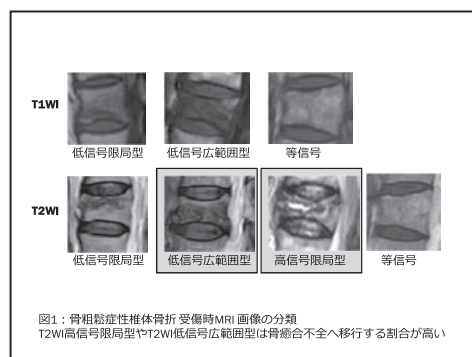 T1WI
低信号限局型 低信号広範囲型 等信号
T2WI
低信号限局型 低信号広範囲型 高信号限局型 等信号
図1：骨粗鬆症性椎体骨折 受傷時MRI 画像の分類
T2WI高信号限局型やT2WI低信号広範囲型は骨癒合不全へ移行する割合が高い